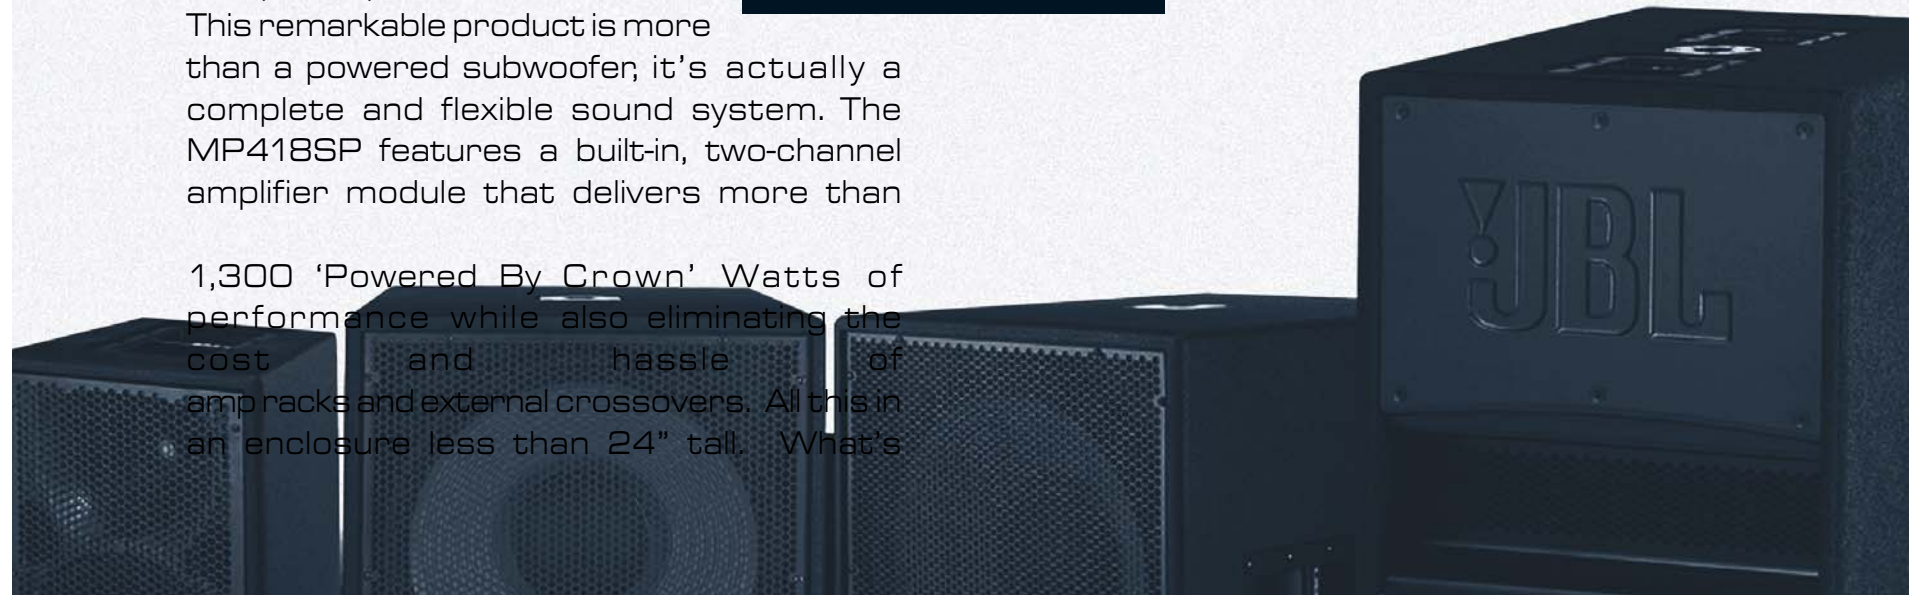 This remarkable product is more
than a powered subwoofer, it's actually a
complete and flexible sound system. The
MP418SP features a built-in, two-channel
amplifier module that delivers more than
1,300 ‘Powered By Crown’ Watts of
performance while also eliminating the
cost and hassle of
amp racks and external crossovers. All this in
an enclosure less than 24” tall. What's
JBL